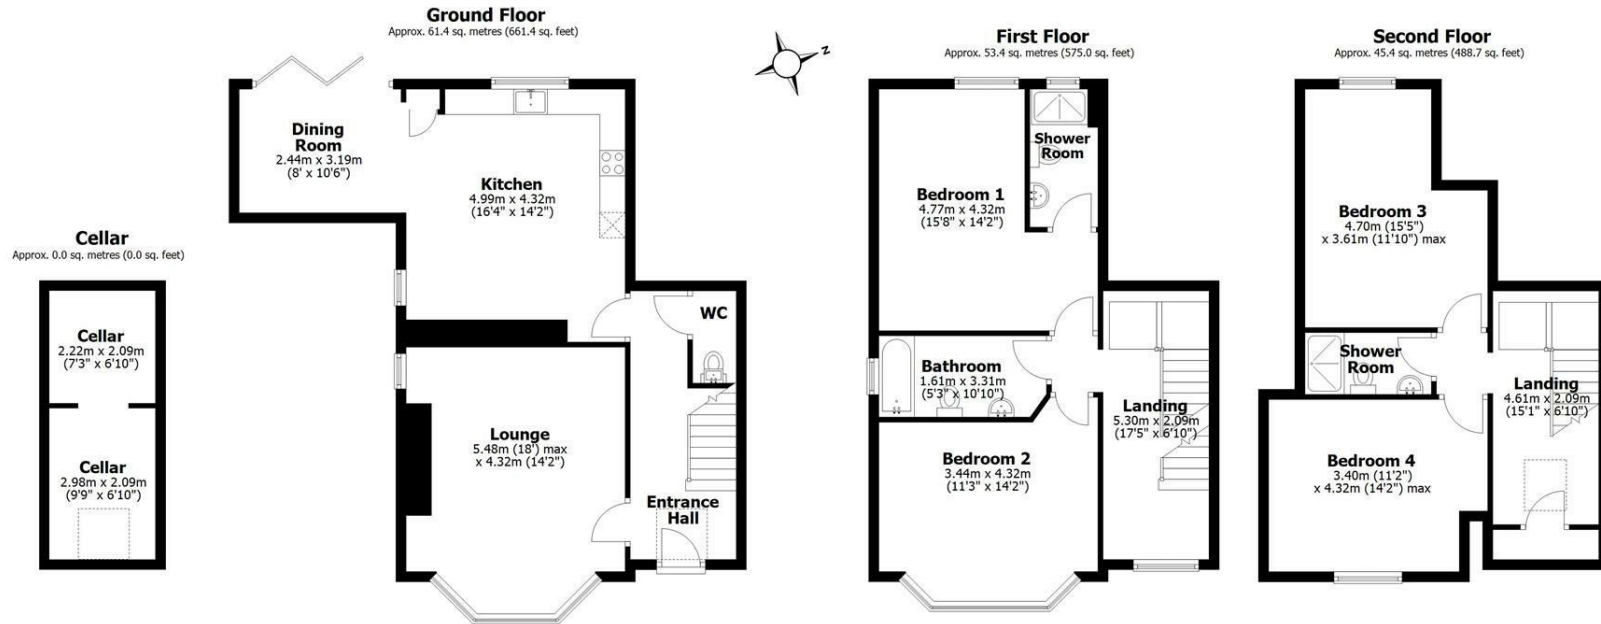 Ground Floor
Approx. 61.4 sq. metres (661.4 sq. feet)
Dining
Room
2.44m x 3.19m
(8' x 10'6")
Kitchen
4.99m x 4.32m
(16'4" x 14'2")
WC
Lounge
5.48m (18') max
x 4.32m (14'2")
Entrance
Hall
Cellar
Approx. 0.0 sq. metres (0.0 sq. feet)
Cellar
2.22m x 2.09m
(7'3" x 6'10")
Cellar
2.98m x 2.09m
(9'9" x 6'10")
N
First Floor
Approx. 53.4 sq. metres (575.0 sq. feet)
Shower
Room
Bedroom 1
4.77m x 4.32m
(15'8" x 14'2")
Bathroom
1.61m x 3.31m
(5'3" x 10'10")
Landing
5.30m x 2.09m
(17'5" x 6'10")
Bedroom 2
3.44m x 4.32m
(11'3" x 14'2")
Second Floor
Approx. 45.4 sq. metres (488.7 sq. feet)
Bedroom 3
4.70m (15'5")
x 3.61m (11'10") max
Shower
Room
Landing
4.61m x 2.09m
(15'1" x 6'10")
Bedroom 4
3.40m (11'2")
x 4.32m (14'2") max